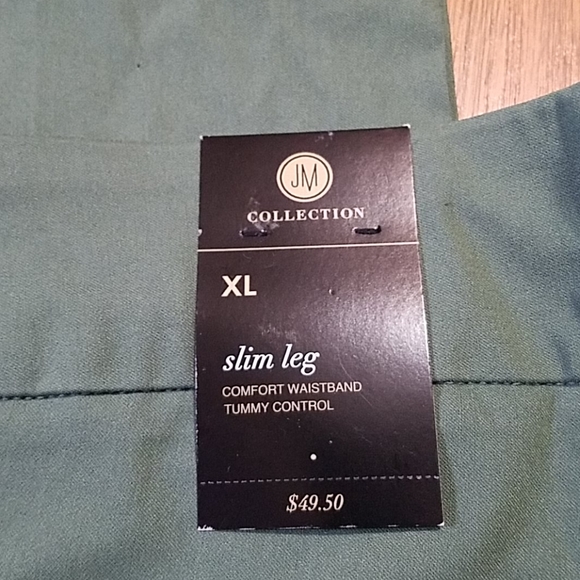 JM
COLLECTION
XL
slim leg
COMFORT WAISTBAND
TUMMY CONTROL
$49.50